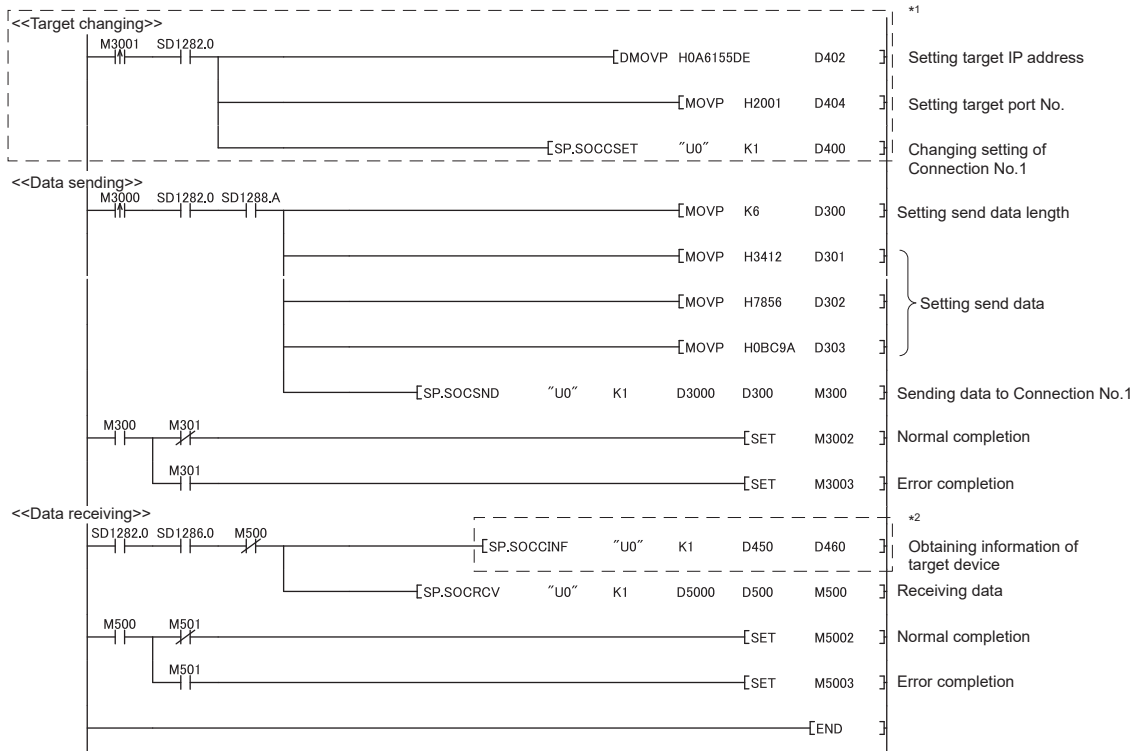 *1
<<Target changing>>
M3001 SD1282.0
DMOVP H0A6155DE D402 Setting target IP address
MOVP H2001 D404 Setting target port No.
SP.SOCCSET "U0" K1 D400 Changing setting of
Connection No.1
<<Data sending>>
M3000 SD1282.0 SD1288.A
MOVP K6 D300 Setting send data length
MOVP H3412 D301
MOVP H7856 D302 Setting send data
MOVP H0BC9A D303
SP.SOCSND "U0" K1 D3000 D300 M300 Sending data to Connection No.1
M300 M301
SET M3002 Normal completion
M301
SET M3003 Error completion
<<Data receiving>>
*2
SD1282.0 SD1286.0 M500
SP.SOCCINF "U0" K1 D450 D460 Obtaining information of
target device
SP.SOCRCV "U0" K1 D5000 D500 M500 Receiving data
M500 M501
SET M5002 Normal completion
M501
SET M5003 Error completion
END